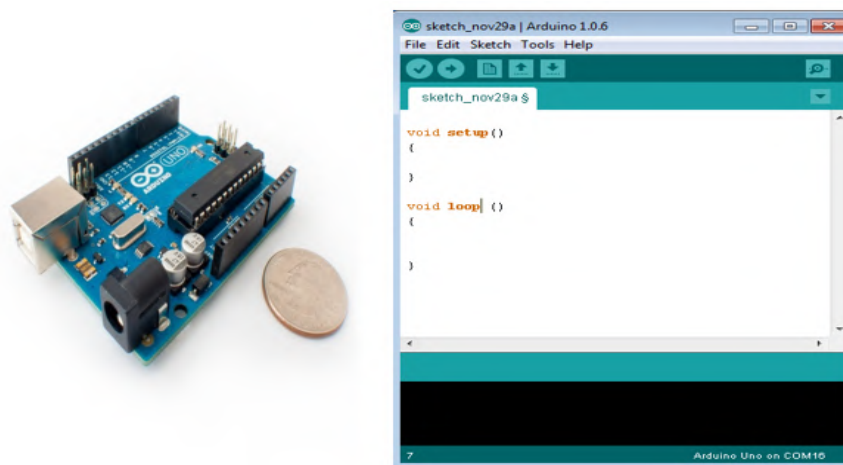 UNO
ARDUINO
sketch_nov29a | Arduino 1.0.6
File Edit Sketch Tools Help
sketch_nov29a §
void setup()
{
}
void loop ()
{
}
7
Arduino Uno on COM16